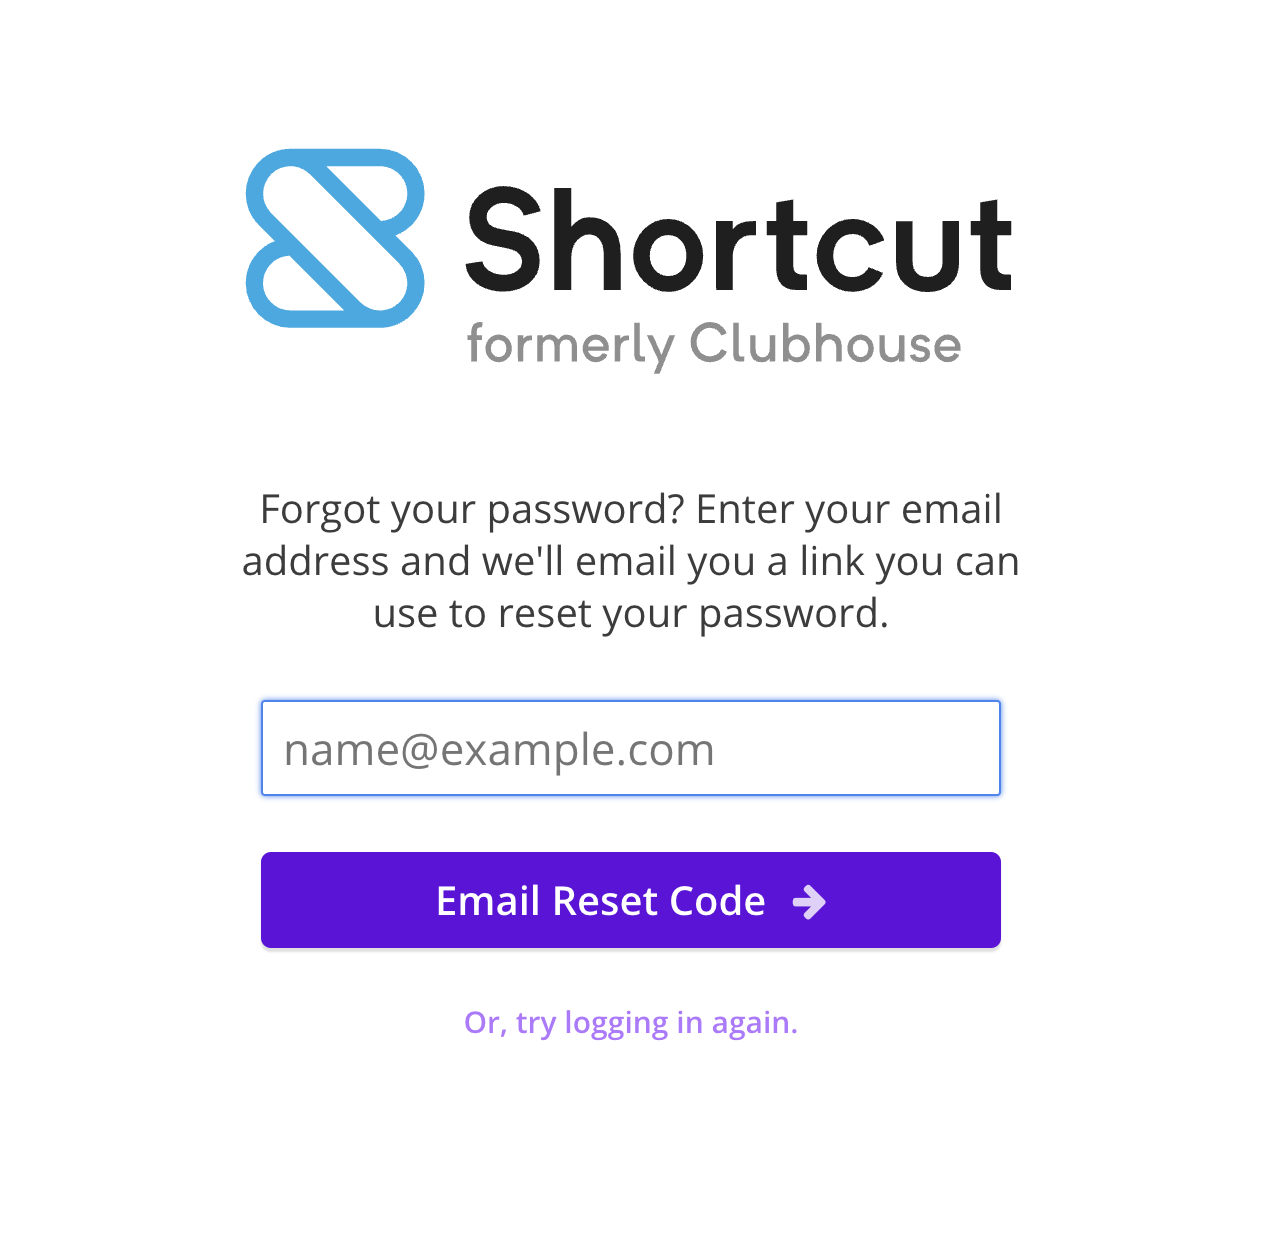 Shortcut
formerly Clubhouse
Forgot your password? Enter your email
address and we'll email you a link you can
use to reset your password.
name@example.com
Email Reset Code
Or, try logging in again.